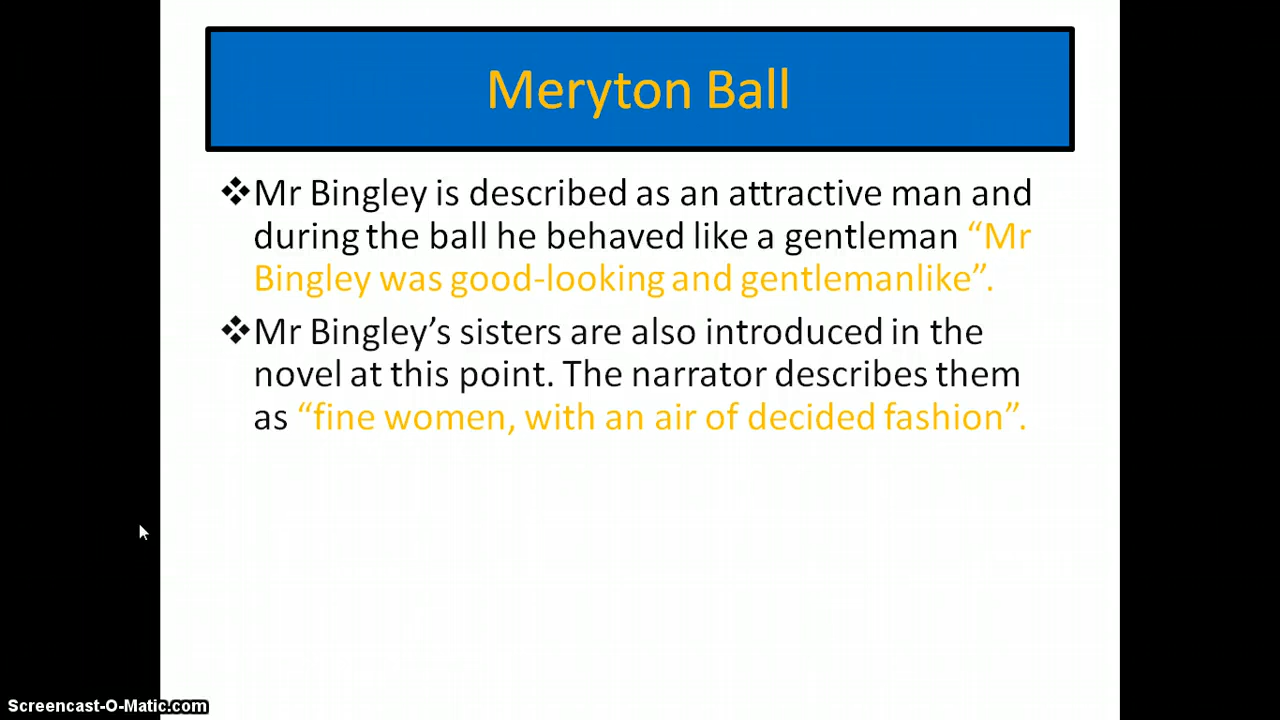 Meryton Ball
❖Mr Bingley is described as an attractive man and
during the ball he behaved like a gentleman “Mr
Bingley was good-looking and gentlemanlike”.
❖Mr Bingley’s sisters are also introduced in the
novel at this point. The narrator describes them
as “fine women, with an air of decided fashion”.
Screencast-O-Matic.com